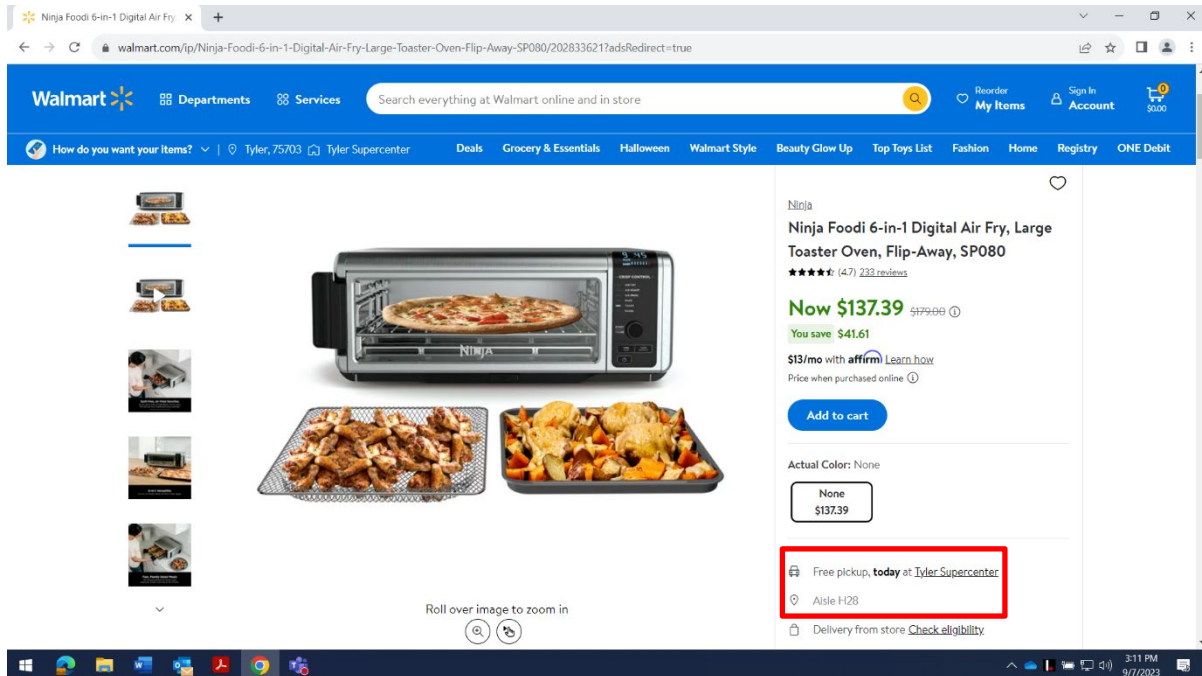 Ninja Foodi 6-in-1 Digital Air Fry
walmart.com/ip/Ninja-Foodi-6-in-1-Digital-Air-Fry-Large-Toaster-Oven-Flip-Away-SP080/202833621?adsRedirect=true
Walmart Departments Services Search everything at Walmart online and in store Reorder My Items Sign In Account 0 $0.00
How do you want your items? | Tyler, 75703 Tyler Supercenter Deals Grocery & Essentials Halloween Walmart Style Beauty Glow Up Top Toys List Fashion Home Registry ONE Debit
Ninja
Ninja Foodi 6-in-1 Digital Air Fry, Large
Toaster Oven, Flip-Away, SP080
(4.7) 233 reviews
Now $137.39 $179.00
You save $41.61
$13/mo with affirm Learn how
Price when purchased online
Add to cart
Actual Color: None
None
$137.39
Free pickup, today at Tyler Supercenter
Aisle H28
Delivery from store Check eligibility
9:45
CRISP CONTROL
NINJA
Roll over image to zoom in
3:11 PM
9/7/2023